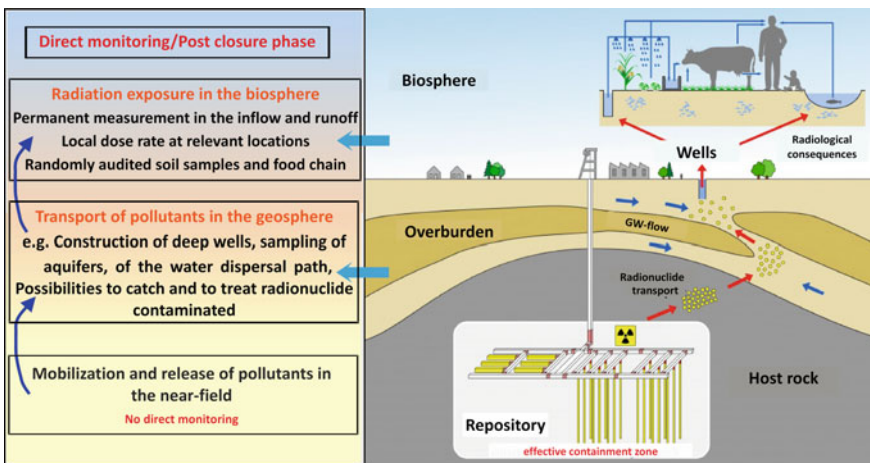 Direct monitoring/Post closure phase
Radiation exposure in the biosphere
Permanent measurement in the inflow and runoff
Local dose rate at relevant locations
Randomly audited soil samples and food chain
Transport of pollutants in the geosphere
e.g. Construction of deep wells, sampling of
aquifers, of the water dispersal path,
Possibilities to catch and to treat radionuclide
contaminated
Mobilization and release of pollutants in
the near-field
No direct monitoring
Biosphere
Radiological
consequences
Wells
Overburden
GW-flow
Radionuclide
transport
Host rock
Repository
effective containment zone